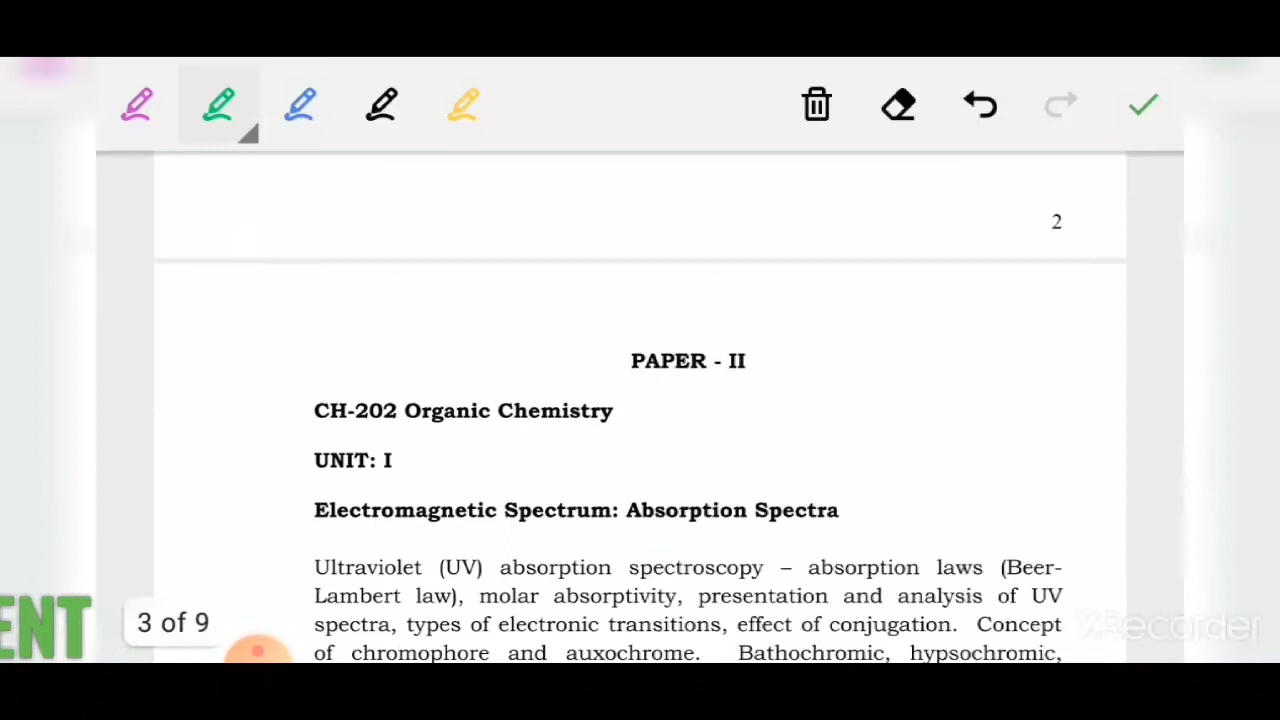 2
PAPER - II
CH-202 Organic Chemistry
UNIT: I
Electromagnetic Spectrum: Absorption Spectra
Ultraviolet (UV) absorption spectroscopy – absorption laws (Beer-
Lambert law), molar absorptivity, presentation and analysis of UV
spectra, types of electronic transitions, effect of conjugation. Concept
of chromophore and auxochrome. Bathochromic, hypsochromic,
ENT
3 of 9
XRecorder